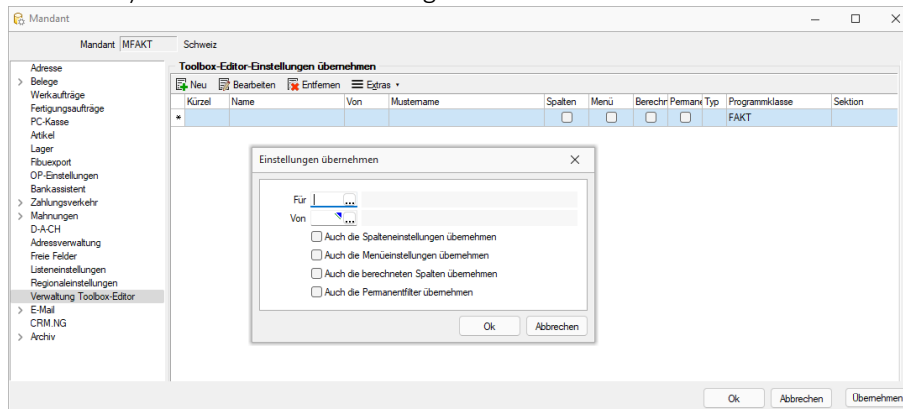 Mandant
Mandant MFAKT Schweiz
Adresse
Belege
Werkaufträge
Fertigungsaufträge
PC-Kasse
Artikel
Lager
Fibuexport
OP-Einstellungen
Bankassistent
Zahlungsverkehr
Mahnungen
D-A-CH
Adressverwaltung
Freie Felder
Listeneinstellungen
Regionaleinstellungen
Verwaltung Toolbox-Editor
E-Mail
CRM.NG
Archiv
Toolbox-Editor-Einstellungen übernehmen
Neu Bearbeiten Entfernen Extras
Kürzel Name Von Mustername Spalten Menü Berechn Permane Typ Programmklasse Sektion
* FAKT
Einstellungen übernehmen
Für ...
Von ...
Auch die Spalteneinstellungen übernehmen
Auch die Menüeinstellungen übernehmen
Auch die berechneten Spalten übernehmen
Auch die Permanentfilter übernehmen
Ok Abbrechen
Ok Abbrechen Übernehmen